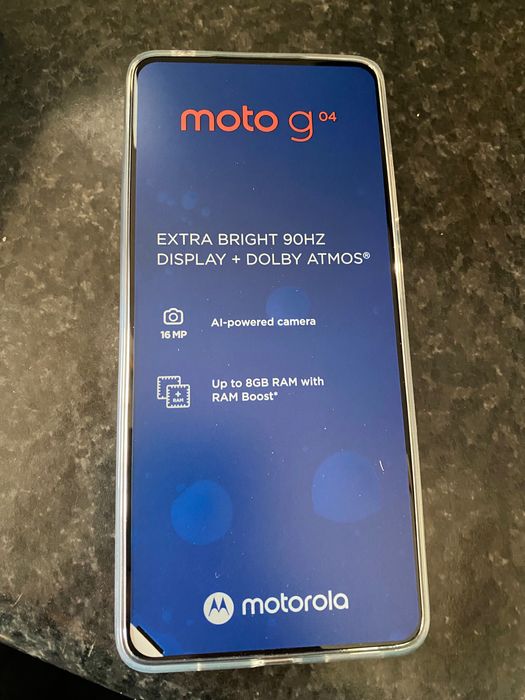 moto g04
EXTRA BRIGHT 90HZ
DISPLAY + DOLBY ATMOS®
16 MP
AI-powered camera
+
RAM
Up to 8GB RAM with
RAM Boost*
motorola